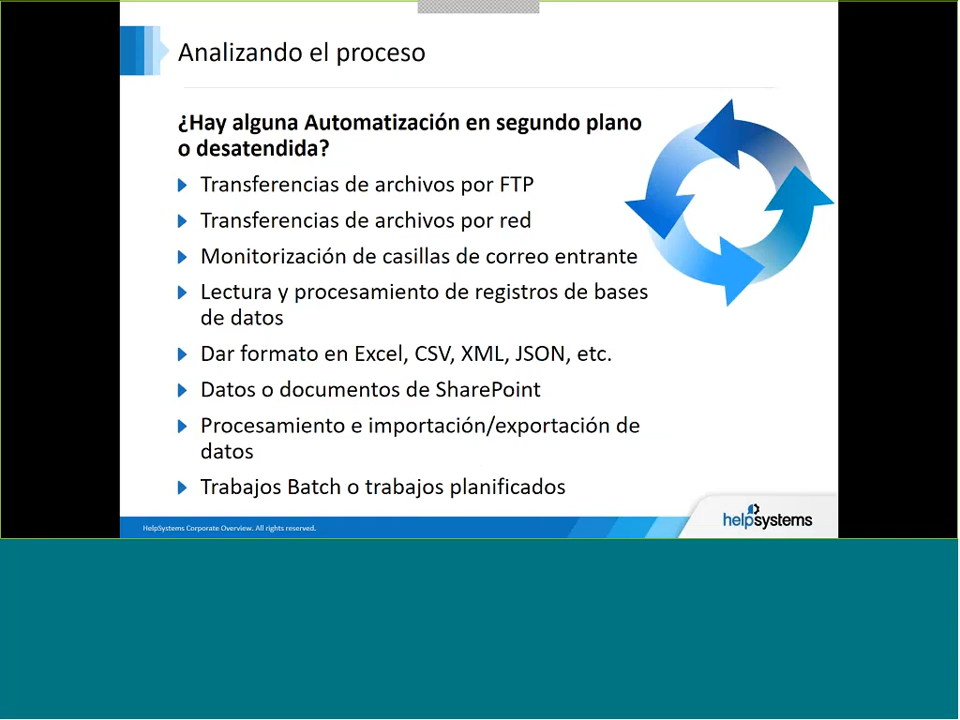 Analizando el proceso
¿Hay alguna Automatización en segundo plano
o desatendida?
Transferencias de archivos por FTP
Transferencias de archivos por red
Monitorización de casillas de correo entrante
Lectura y procesamiento de registros de bases
de datos
Dar formato en Excel, CSV, XML, JSON, etc.
Datos o documentos de SharePoint
Procesamiento e importación/exportación de
datos
Trabajos Batch o trabajos planificados
HelpSystems Corporate Overview. All rights reserved.
helpsystems